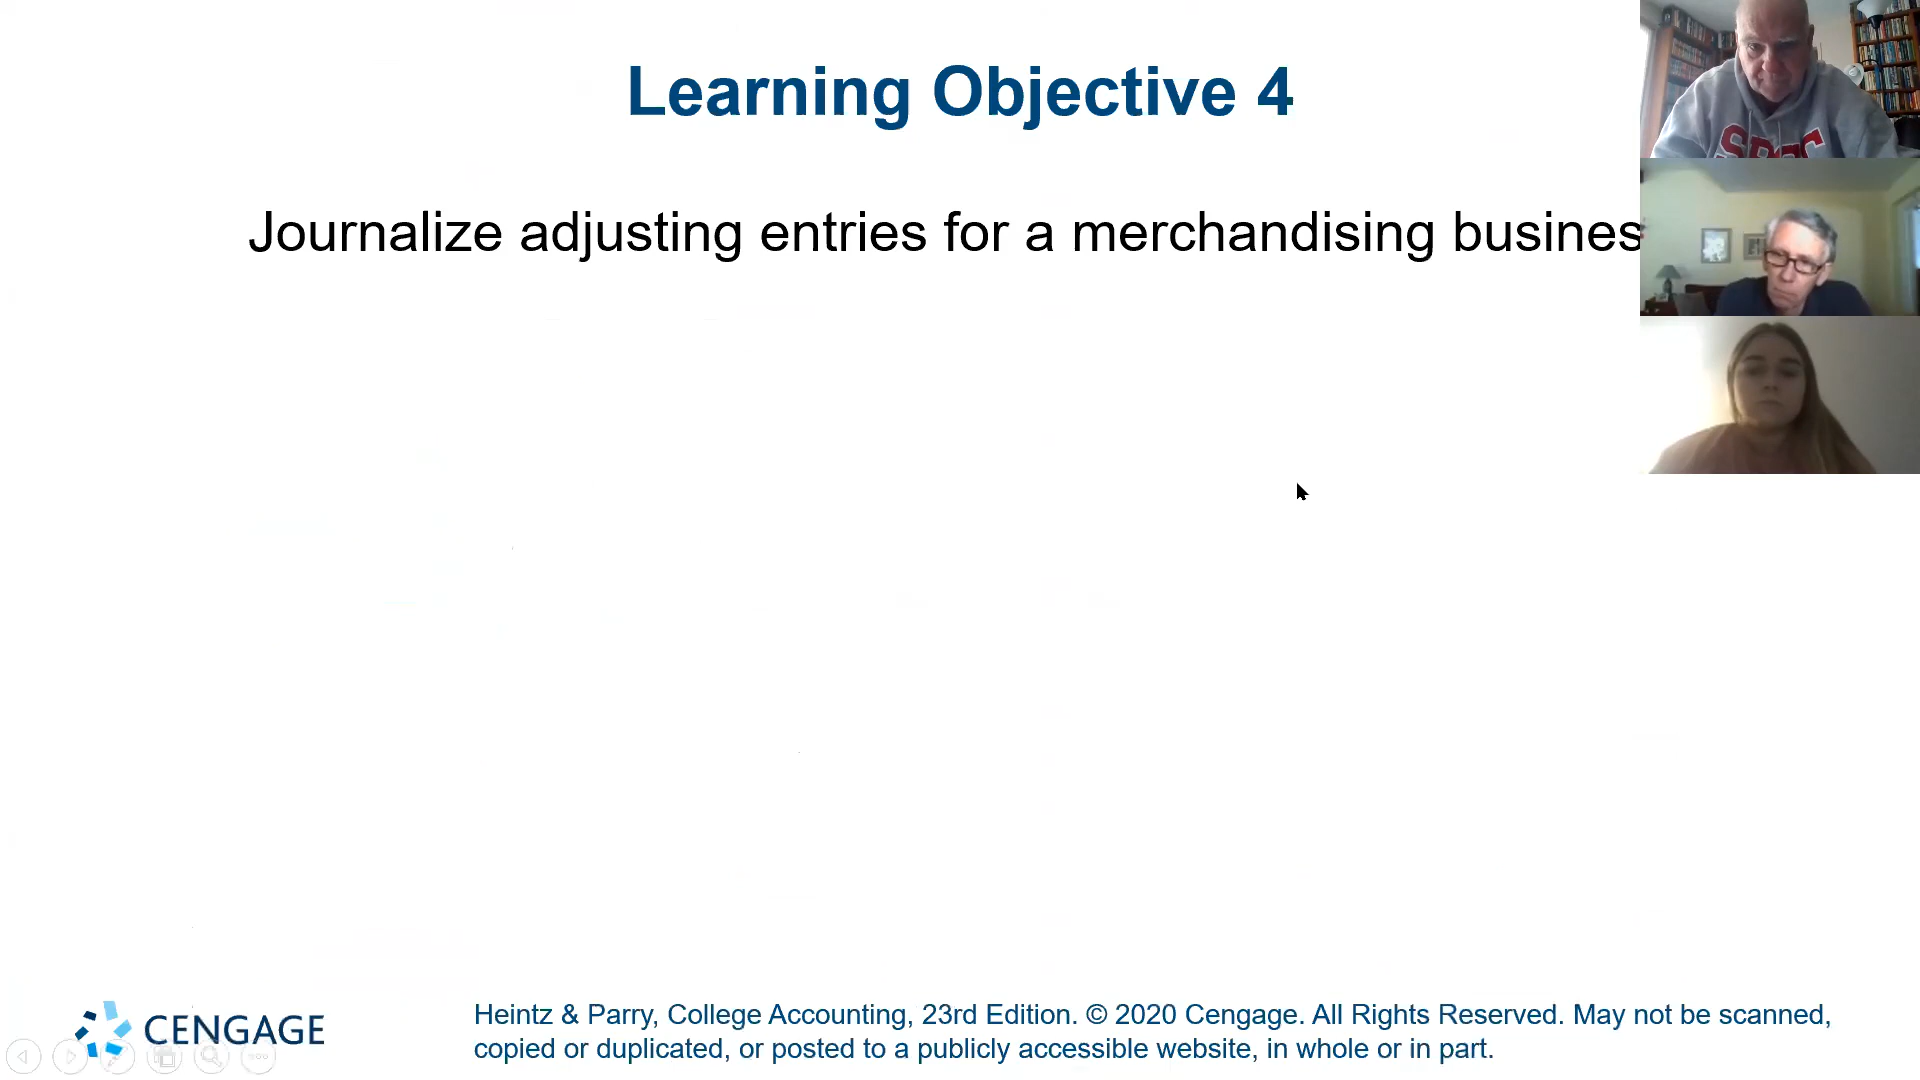 Learning Objective 4
Journalize adjusting entries for a merchandising busines
CENGAGE
Heintz & Parry, College Accounting, 23rd Edition. © 2020 Cengage. All Rights Reserved. May not be scanned,
copied or duplicated, or posted to a publicly accessible website, in whole or in part.